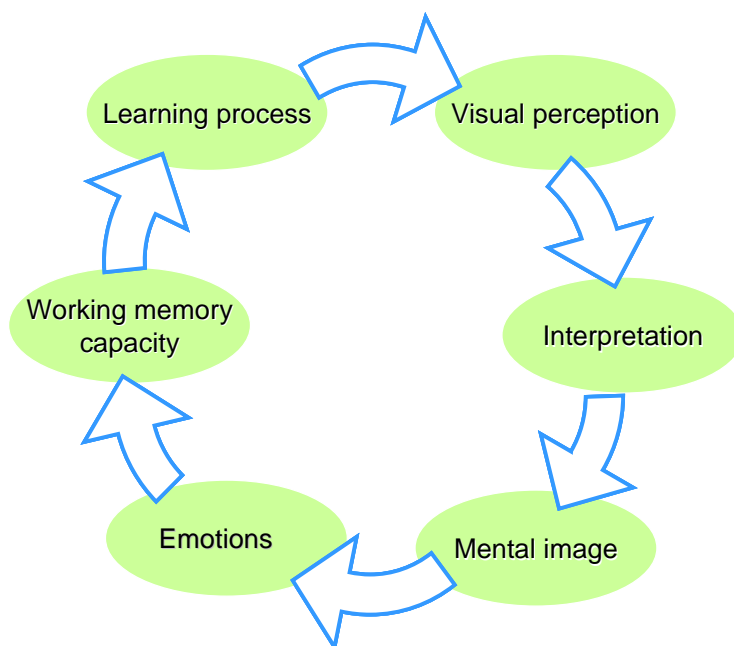 Learning process
Visual perception
Interpretation
Mental image
Emotions
Working memory
capacity